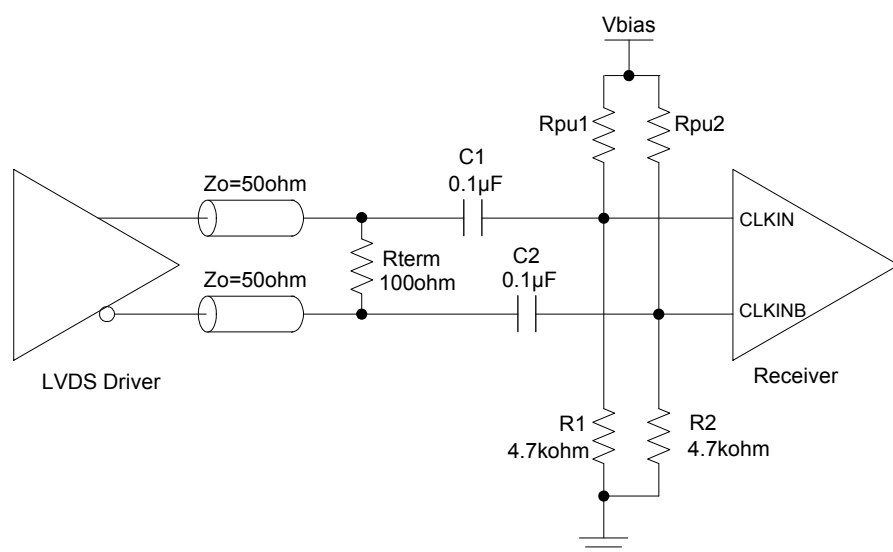 Vbias
Rpu1
Rpu2
C1
0.1µF
Zo=50ohm
CLKIN
Rterm
100ohm
C2
0.1µF
Zo=50ohm
CLKINB
LVDS Driver
Receiver
R1
4.7kohm
R2
4.7kohm